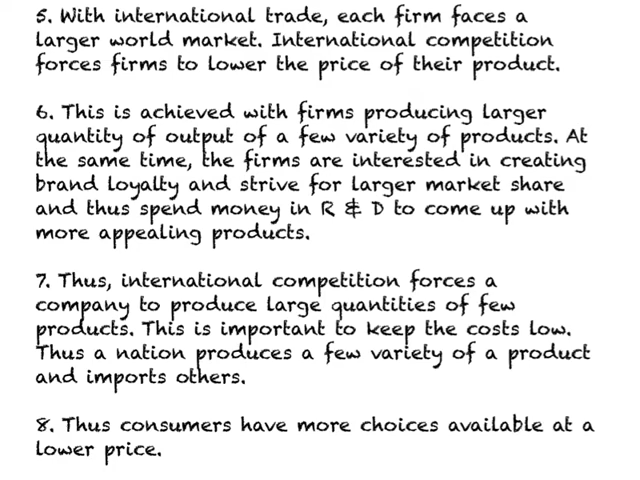 5. With international trade, each firm faces a
larger world market. International competition
forces firms to lower the price of their product.
6. This is achieved with firms producing larger
quantity of output of a few variety of products. At
the same time, the firms are interested in creating
brand loyalty and strive for larger market share
and thus spend money in R & D to come up with
more appealing products.
7. Thus, international competition forces a
company to produce large quantities of few
products. This is important to keep the costs low.
Thus a nation produces a few variety of a product
and imports others.
8. Thus consumers have more choices available at a
lower price.